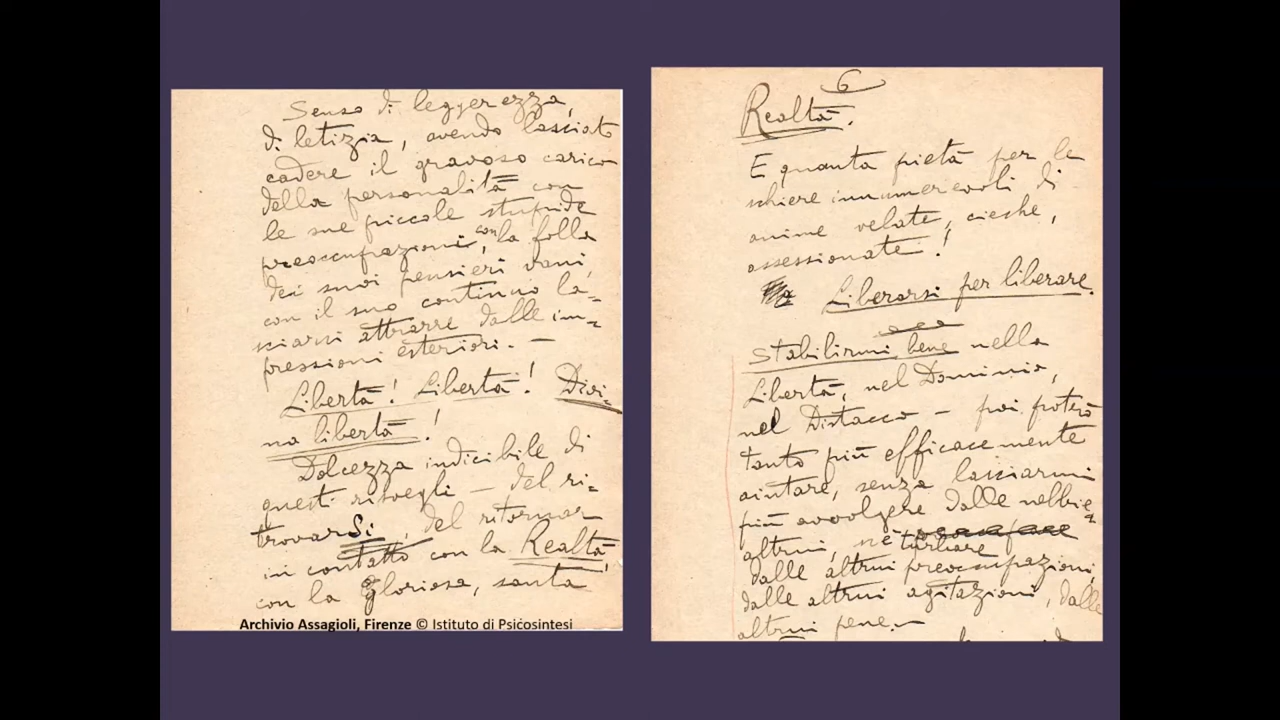 Senso di leggerezza,
di letizia, avendo lasciato
cadere il gravoso carico
della personalità con
le sue piccole stupide
preoccupazioni, con la folla
dei suoi pensieri vani,
con il suo continuo la=
sciarsi attrarre dalle im=
pressioni esteriori. —
Libertà! Libertà! Divi=
na libertà!
Dolcezza indicibile di
questi risvegli — del ri=
trovarsi, del ritornar
in contatto con la Realtà,
con la Gloriosa, santa
Archivio Assagioli, Firenze © Istituto di Psicosintesi
6
Realtà.
E quanta pietà per le
schiere innumerevoli di
anime velate, cieche,
assessionate!
Liberarsi per liberare.
Stabilirmi bene nella
Libertà, nel Dominio,
nel Distacco — poi potrò
tanto più efficacemente
aiutare, senza lasciarmi
più avvolgere dalle nebbie
altrui, nè turbare
dalle altrui preoccupazioni,
dalle altrui agitazioni, dalle
altrui pene. —